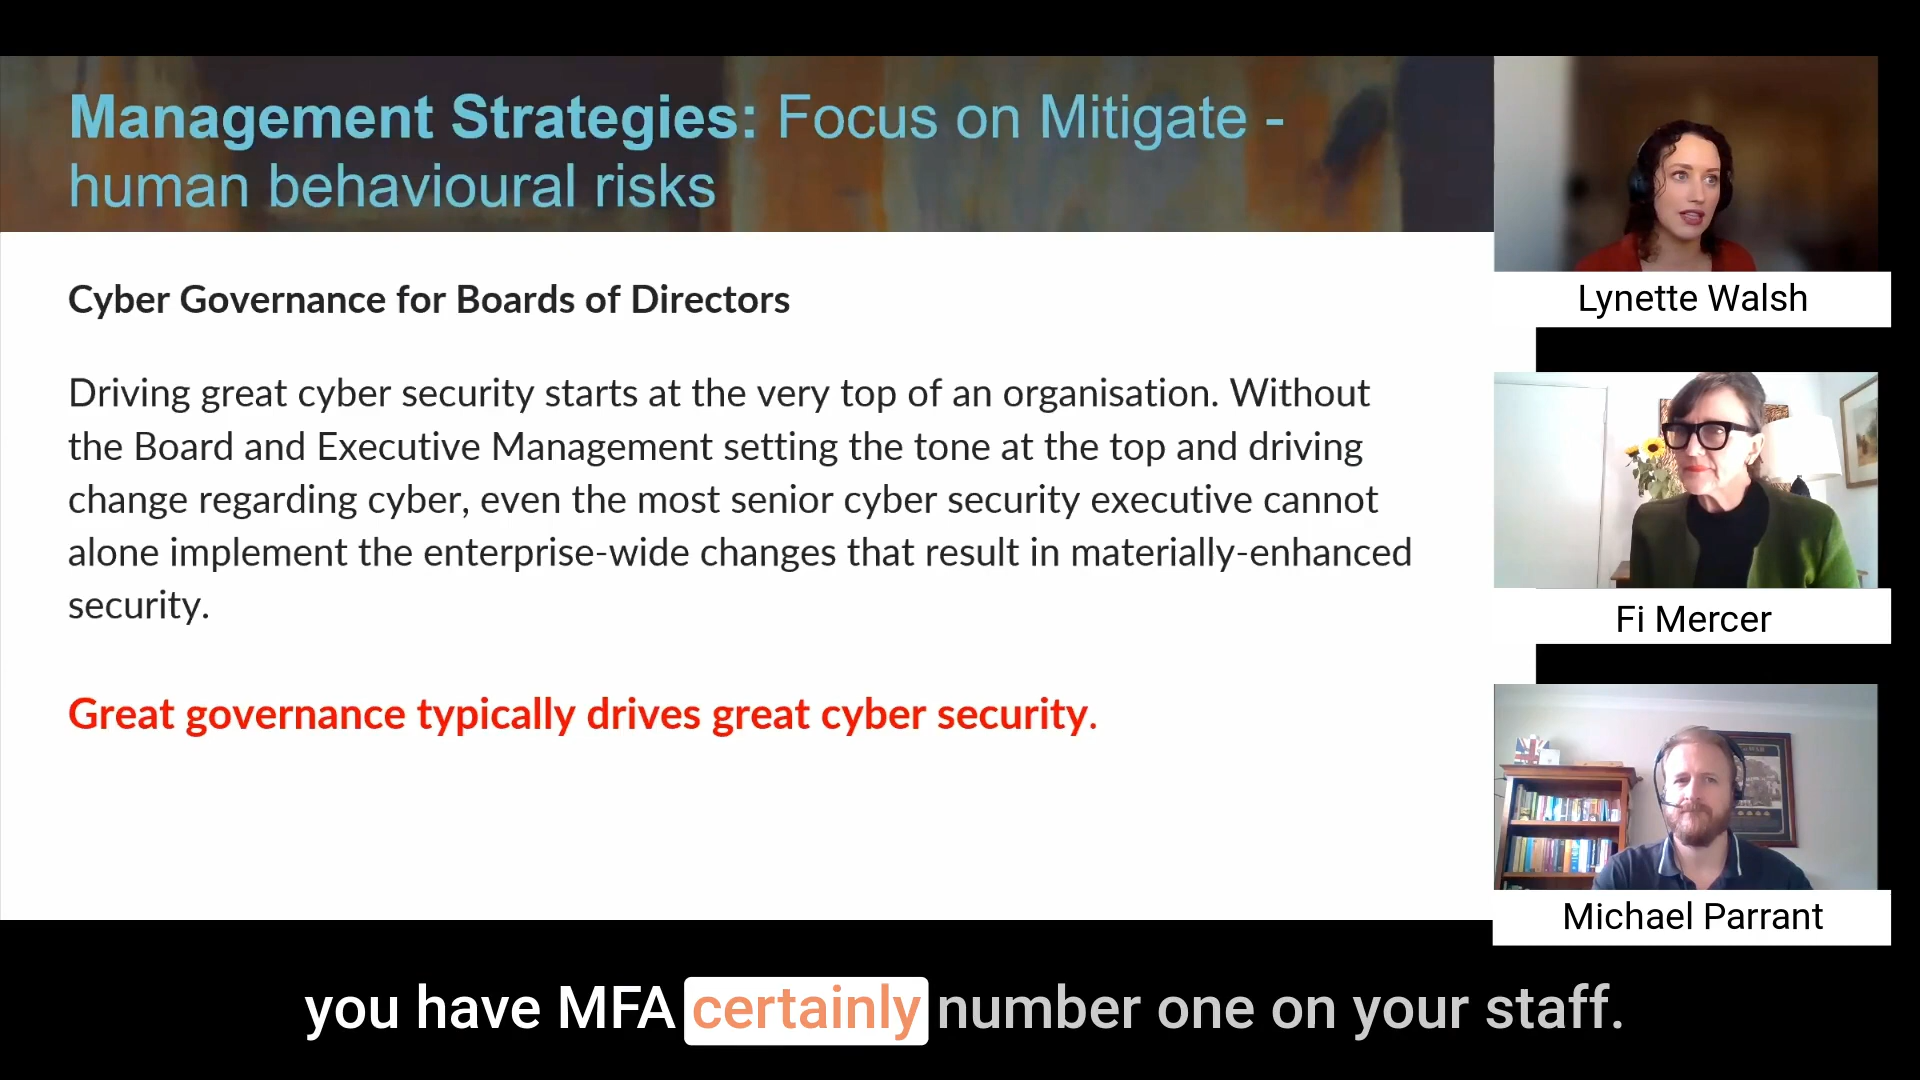 Management Strategies: Focus on Mitigate -
human behavioural risks
Cyber Governance for Boards of Directors
Driving great cyber security starts at the very top of an organisation. Without
the Board and Executive Management setting the tone at the top and driving
change regarding cyber, even the most senior cyber security executive cannot
alone implement the enterprise-wide changes that result in materially-enhanced
security.
Great governance typically drives great cyber security.
Lynette Walsh
Fi Mercer
Michael Parrant
you have MFA certainly number one on your staff.